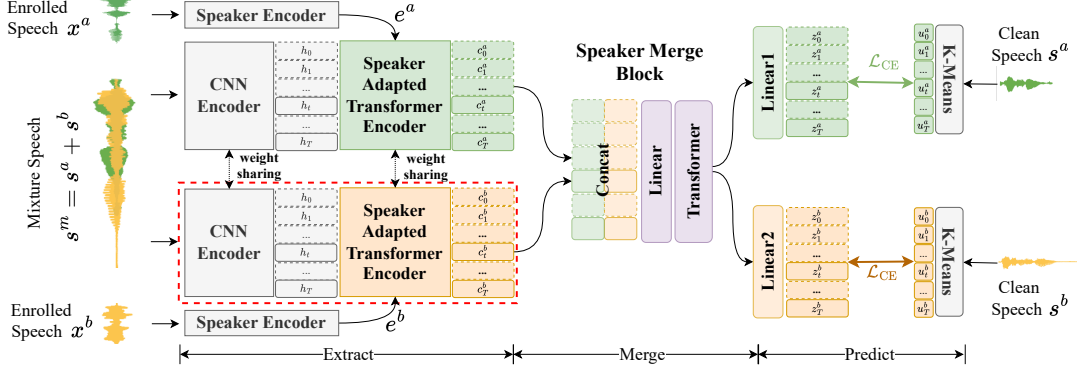 Enrolled
Speech x^a
Speaker Encoder
e^a
Mixture Speech
s^m = s^a + s^b
CNN
Encoder
h_0
h_1
...
h_t
...
h_T
Speaker
Adapted
Transformer
Encoder
c_0^a
c_1^a
...
c_t^a
...
c_T^a
weight
sharing
weight
sharing
CNN
Encoder
h_0
h_1
...
h_t
...
h_T
Speaker
Adapted
Transformer
Encoder
c_0^b
c_1^b
...
c_t^b
...
c_T^b
Enrolled
Speech x^b
Speaker Encoder
e^b
Speaker Merge
Block
Concat
Linear
Transformer
Linear1
z_0^a
z_1^a
...
z_t^a
...
z_T^a
L_CE
u_0^a
u_1^a
...
u_t^a
...
u_T^a
K-Means
Clean
Speech s^a
Linear2
z_0^b
z_1^b
...
z_t^b
...
z_T^b
L_CE
u_0^b
u_1^b
...
u_t^b
...
u_T^b
K-Means
Clean
Speech s^b
Extract
Merge
Predict